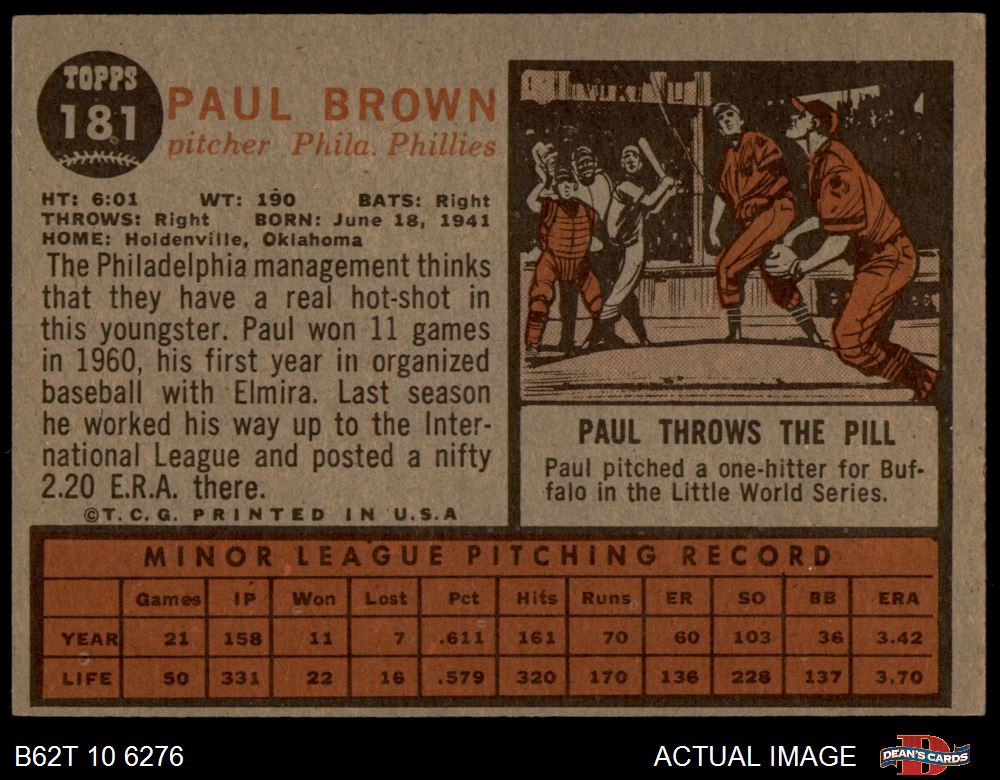 TOPPS
181
PAUL BROWN
pitcher Phila. Phillies
HT: 6:01 WT: 190 BATS: Right
THROWS: Right BORN: June 18, 1941
HOME: Holdenville, Oklahoma
The Philadelphia management thinks
that they have a real hot-shot in
this youngster. Paul won 11 games
in 1960, his first year in organized
baseball with Elmira. Last season
he worked his way up to the Inter-
national League and posted a nifty
2.20 E.R.A. there.
©T.C.G. PRINTED IN U.S.A
PAUL THROWS THE PILL
Paul pitched a one-hitter for Buf-
falo in the Little World Series.
MINOR LEAGUE PITCHING RECORD
Games IP Won Lost Pct Hits Runs ER SO BB ERA
YEAR 21 158 11 7 .611 161 70 60 103 36 3.42
LIFE 50 331 22 16 .579 320 170 136 228 137 3.70
B62T 10 6276
ACTUAL IMAGE
D
DEAN'S CARDS